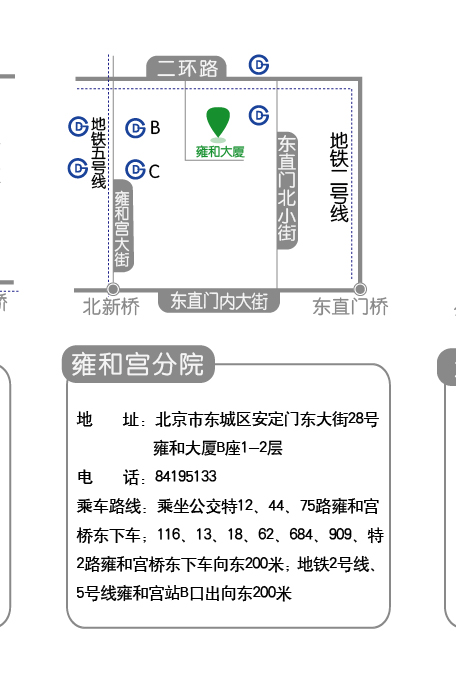 二环路
地铁五号线
B
C
雍和大厦
东直门北小街
地铁二号线
雍和宫大街
北新桥
东直门内大街
东直门桥
桥
雍和宫分院
地 址：北京市东城区安定门东大街28号
雍和大厦B座1-2层
电 话：84195133
乘车路线：乘坐公交特12、44、75路雍和宫
桥东下车；116、13、18、62、684、909、特
2路雍和宫桥东下车向东200米；地铁2号线、
5号线雍和宫站B口出向东200米